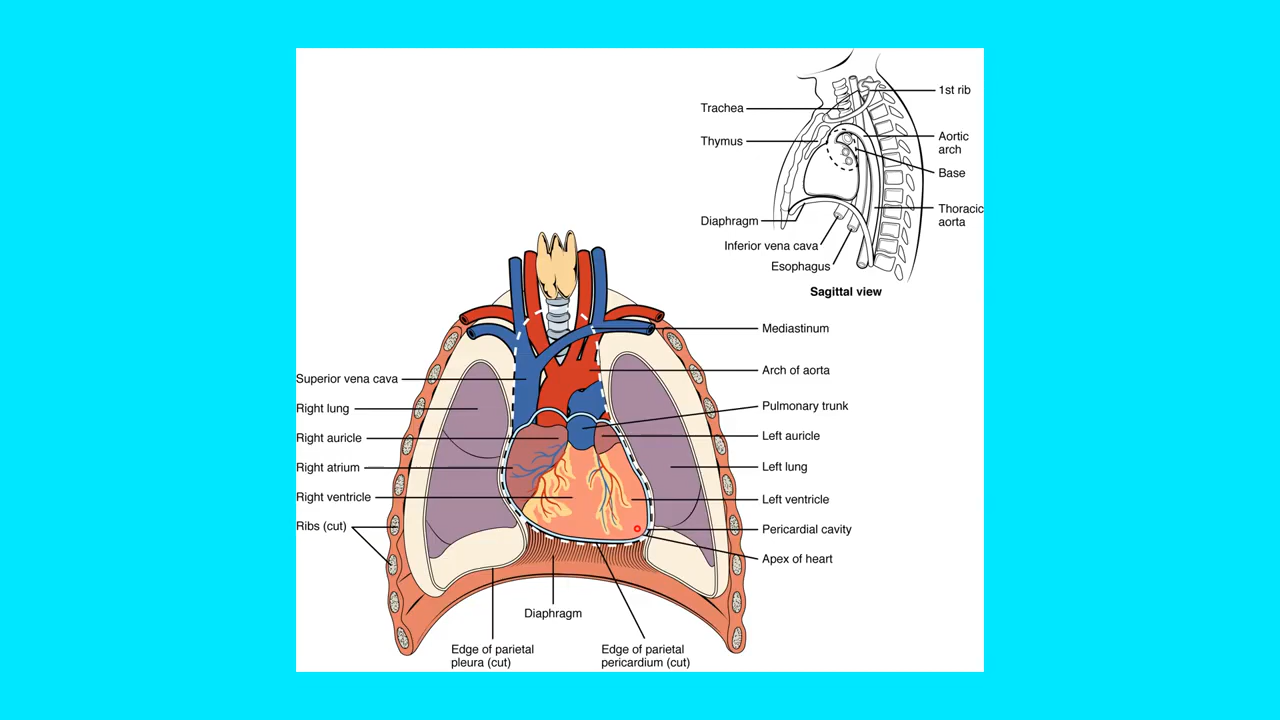 Trachea
Thymus
Diaphragm
Inferior vena cava
Esophagus
1st rib
Aortic
arch
Base
Thoracic
aorta
Sagittal view
Superior vena cava
Right lung
Right auricle
Right atrium
Right ventricle
Ribs (cut)
Mediastinum
Arch of aorta
Pulmonary trunk
Left auricle
Left lung
Left ventricle
Pericardial cavity
Apex of heart
Diaphragm
Edge of parietal
pleura (cut)
Edge of parietal
pericardium (cut)